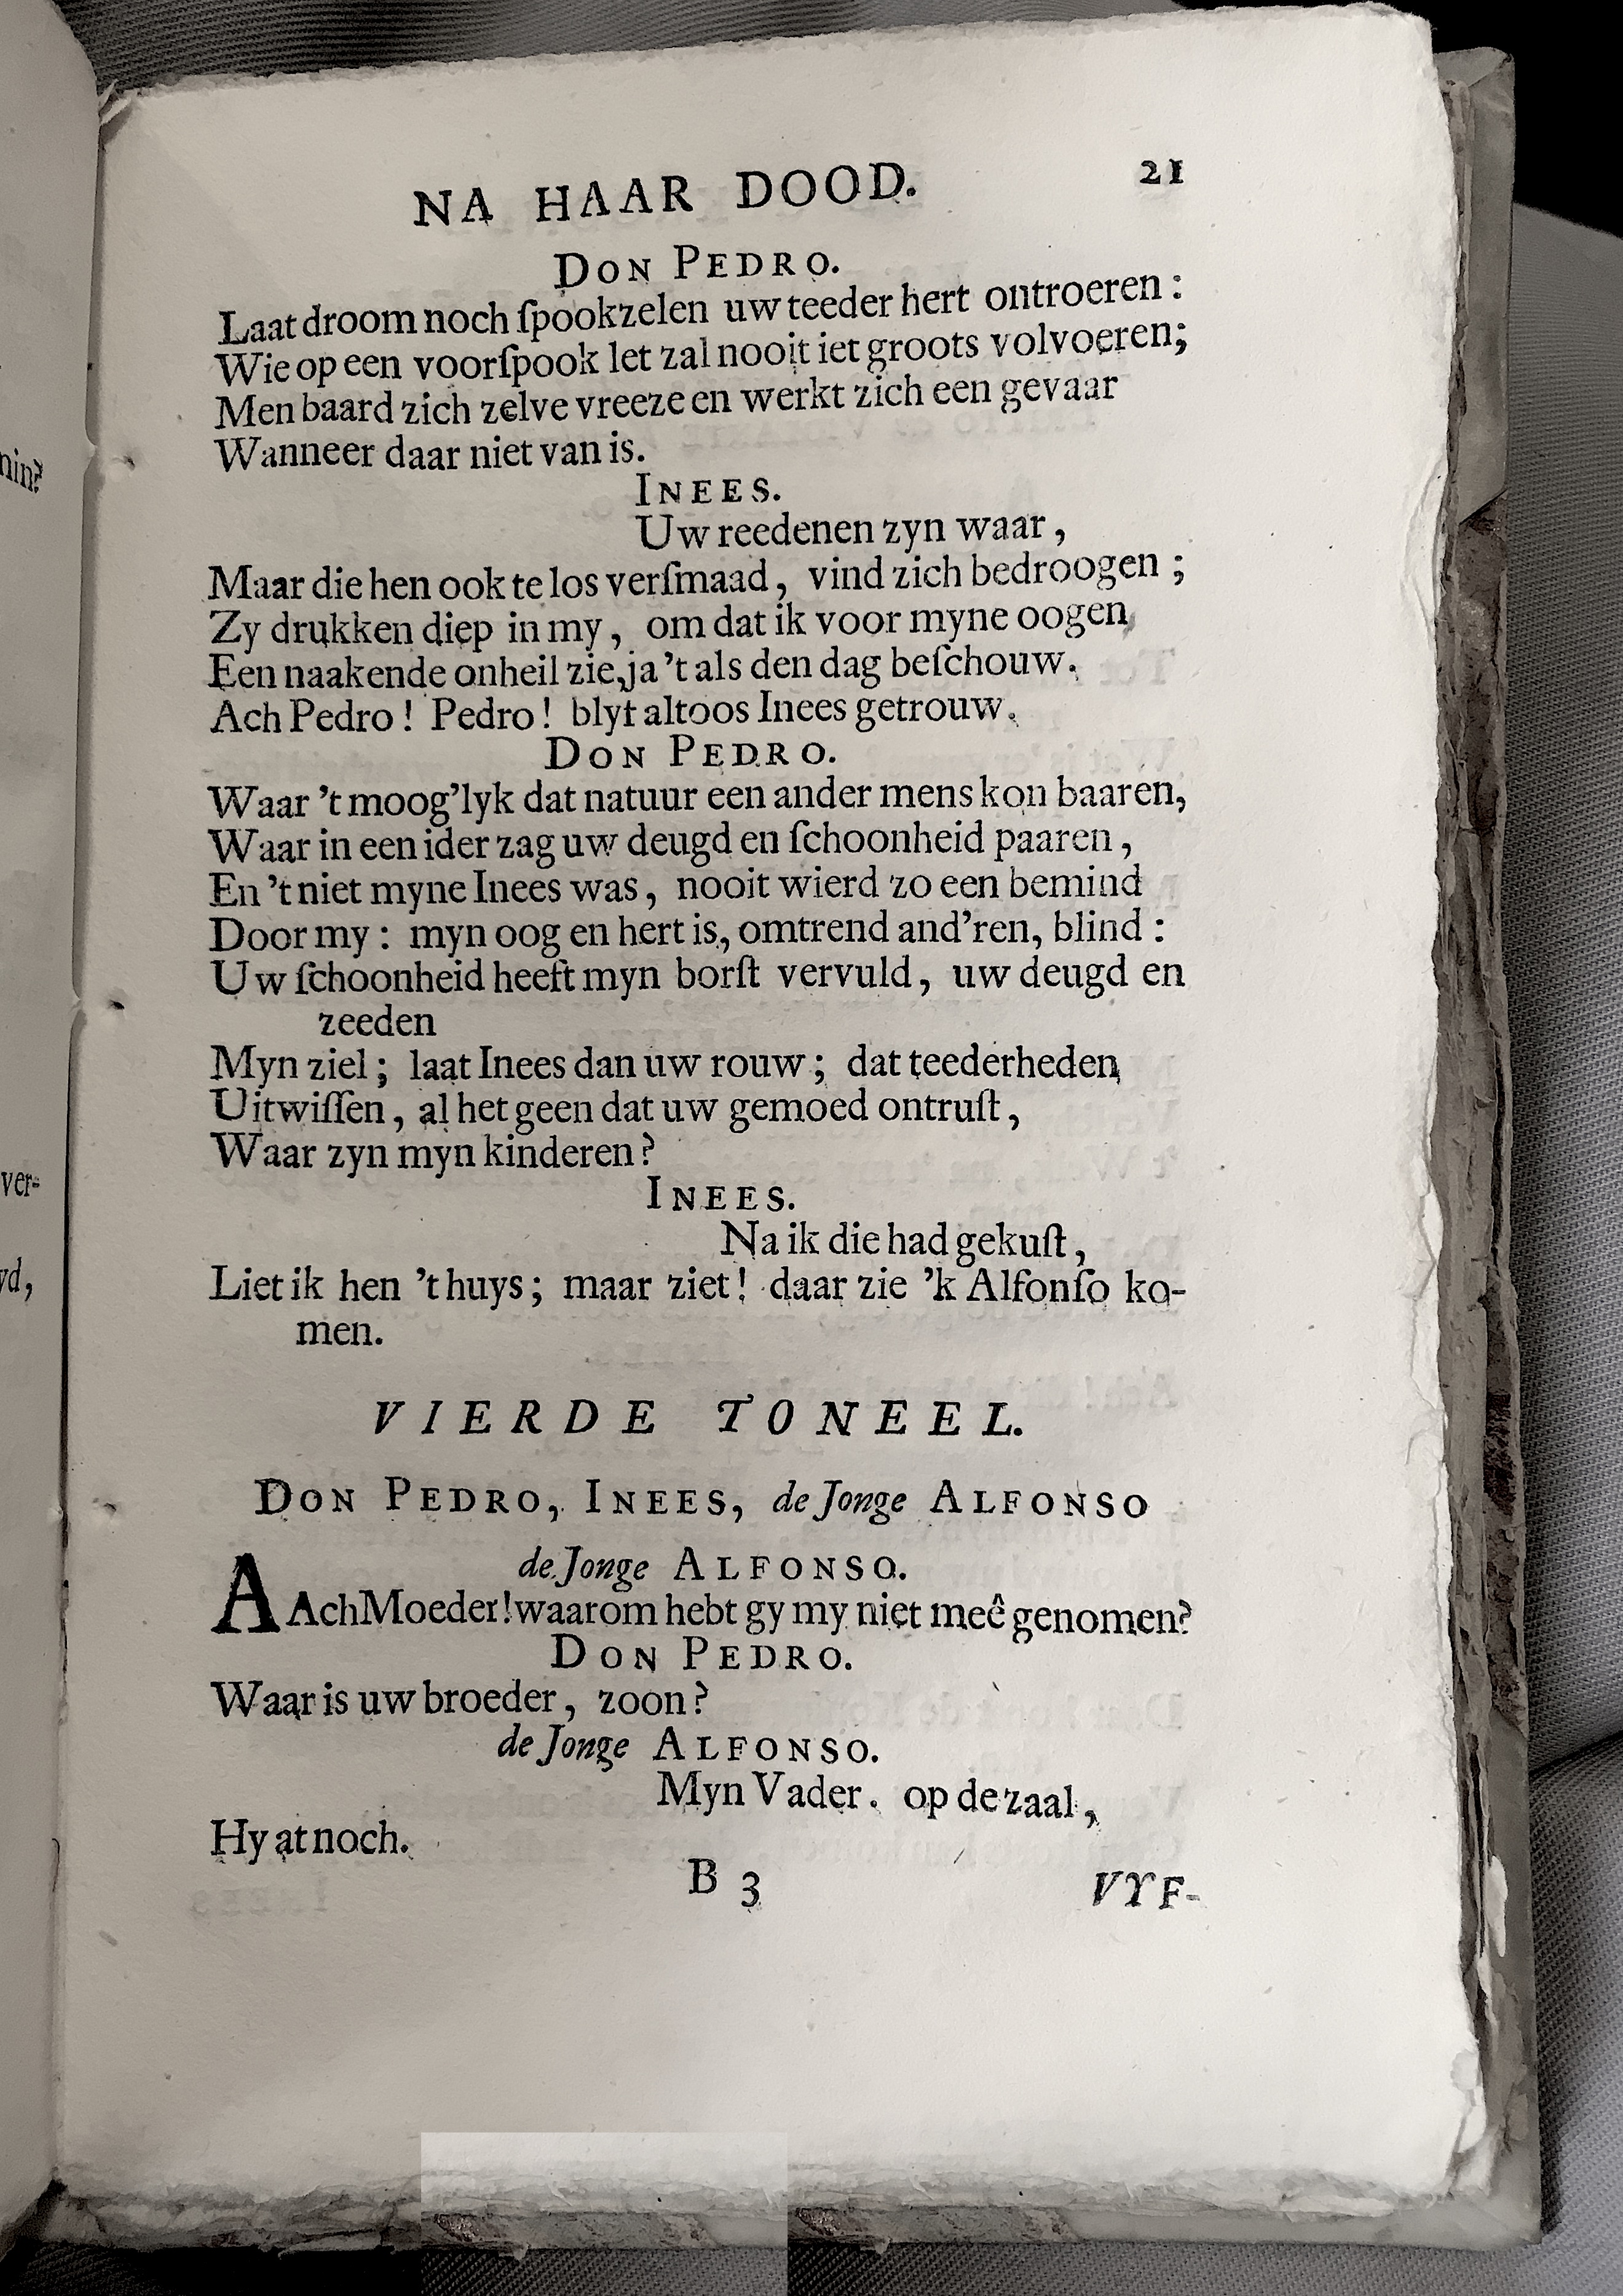 NA HAAR DOOD. 21
DON PEDRO.
Laat droom noch ſpookzelen uw teeder hert ontroeren:
Wie op een voorſpook let zal nooit iet groots volvoeren;
Men baard zich zelve vreeze en werkt zich een gevaar
Wanneer daar niet van is.
INEES.
Uw reedenen zyn waar,
Maar die hen ook te los verſmaad, vind zich bedroogen;
Zy drukken diep in my, om dat ik voor myne oogen
Een naakende onheil zie, ja 't als den dag beſchouw.
Ach Pedro! Pedro! blyf altoos Inees getrouw.
DON PEDRO.
Waar 't moog'lyk dat natuur een ander mens kon baaren,
Waar in een ider zag uw deugd en ſchoonheid paaren,
En 't niet myne Inees was, nooit wierd zo een bemind
Door my: myn oog en hert is, omtrend and'ren, blind:
Uw ſchoonheid heeft myn borſt vervuld, uw deugd en
zeeden
Myn ziel; laat Inees dan uw rouw; dat teederheden
Uitwiſſen, al het geen dat uw gemoed ontruſt,
Waar zyn myn kinderen?
INEES.
Na ik die had gekuſt,
Liet ik hen 't huys; maar ziet! daar zie 'k Alfonſo ko-
men.
VIERDE TONEEL.
DON PEDRO, INEES, de Jonge ALFONSO
de Jonge ALFONSO.
AAch Moeder! waarom hebt gy my niet meê genomen?
DON PEDRO.
Waar is uw broeder, zoon?
de Jonge ALFONSO.
Myn Vader. op de zaal,
Hy at noch.
B 3 VYF-
nin?
ver-
yd,